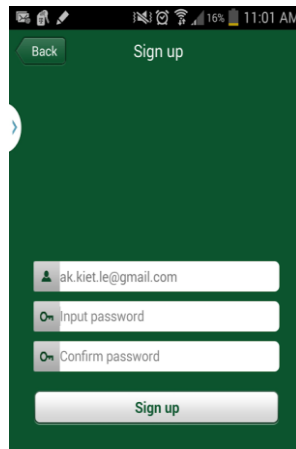 16% 11:01 AM
Back Sign up
ak.kiet.le@gmail.com
Input password
Confirm password
Sign up